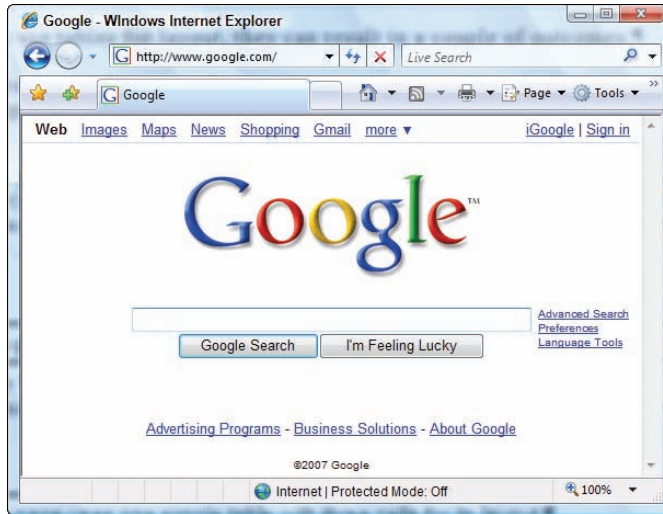 Google - Windows Internet Explorer
http://www.google.com/ Live Search
Google Page Tools
Web Images Maps News Shopping Gmail more ▼ iGoogle | Sign in
Google™
Advanced Search
Preferences
Google Search I'm Feeling Lucky Language Tools
Advertising Programs - Business Solutions - About Google
©2007 Google
Internet | Protected Mode: Off 100%